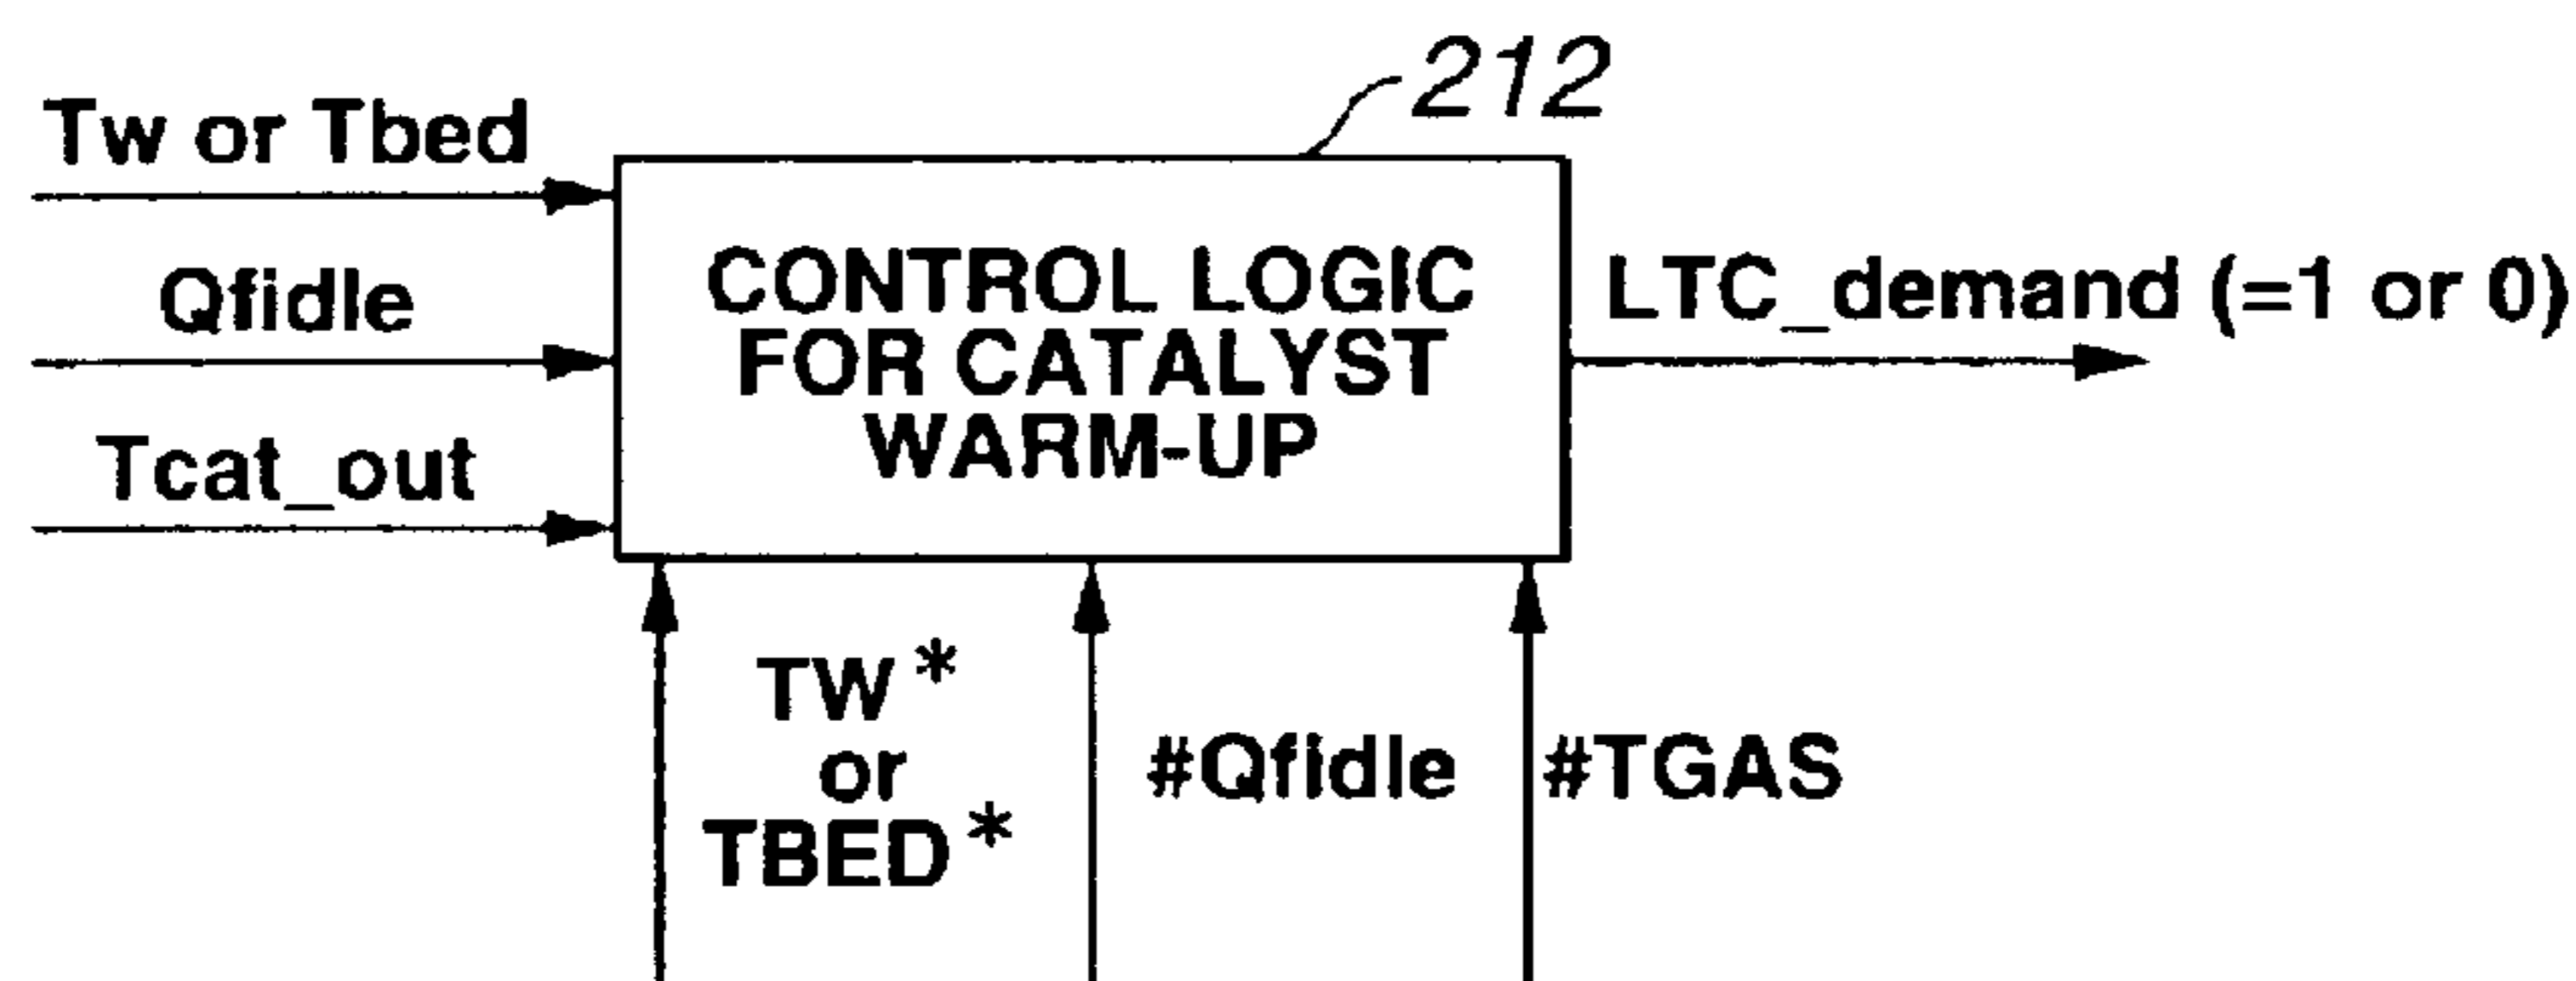 212
Tw or Tbed
Qfidle
Tcat_out
CONTROL LOGIC
FOR CATALYST
WARM-UP
LTC_demand (=1 or 0)
TW*
or
TBED*
#Qfidle
#TGAS